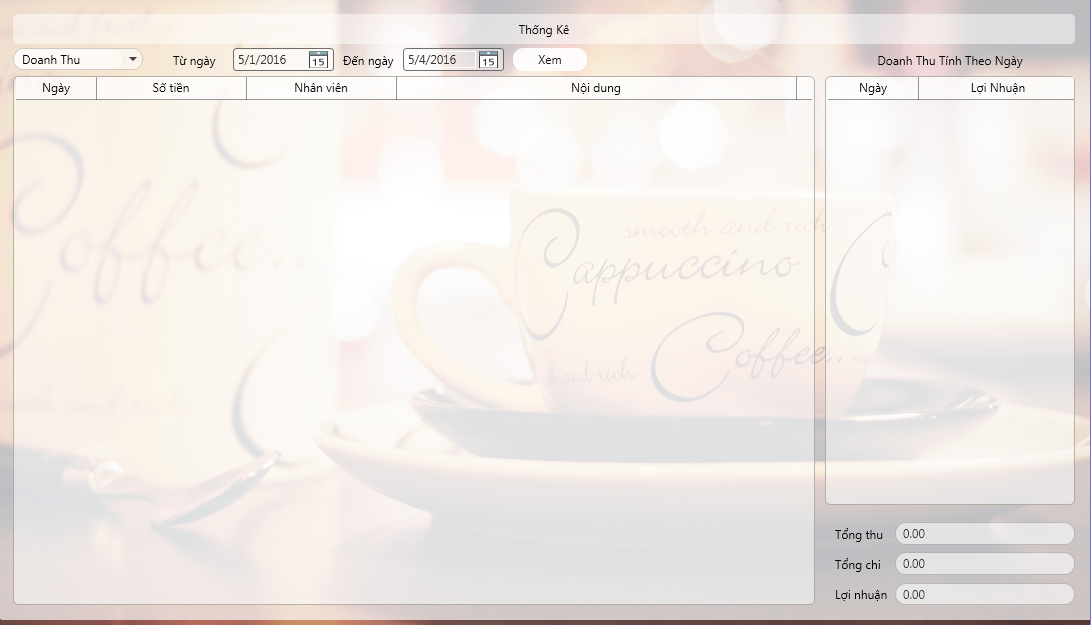 Thống Kê
Doanh Thu
Từ ngày
5/1/2016
15
Đến ngày
5/4/2016
15
Xem
Doanh Thu Tính Theo Ngày
Ngày
Số tiền
Nhân viên
Nội dung
Ngày
Lợi Nhuận
Coffee..
smooth and rich
Cappuccino
Coffee..
and rich
Tổng thu
0.00
Tổng chi
0.00
Lợi nhuận
0.00